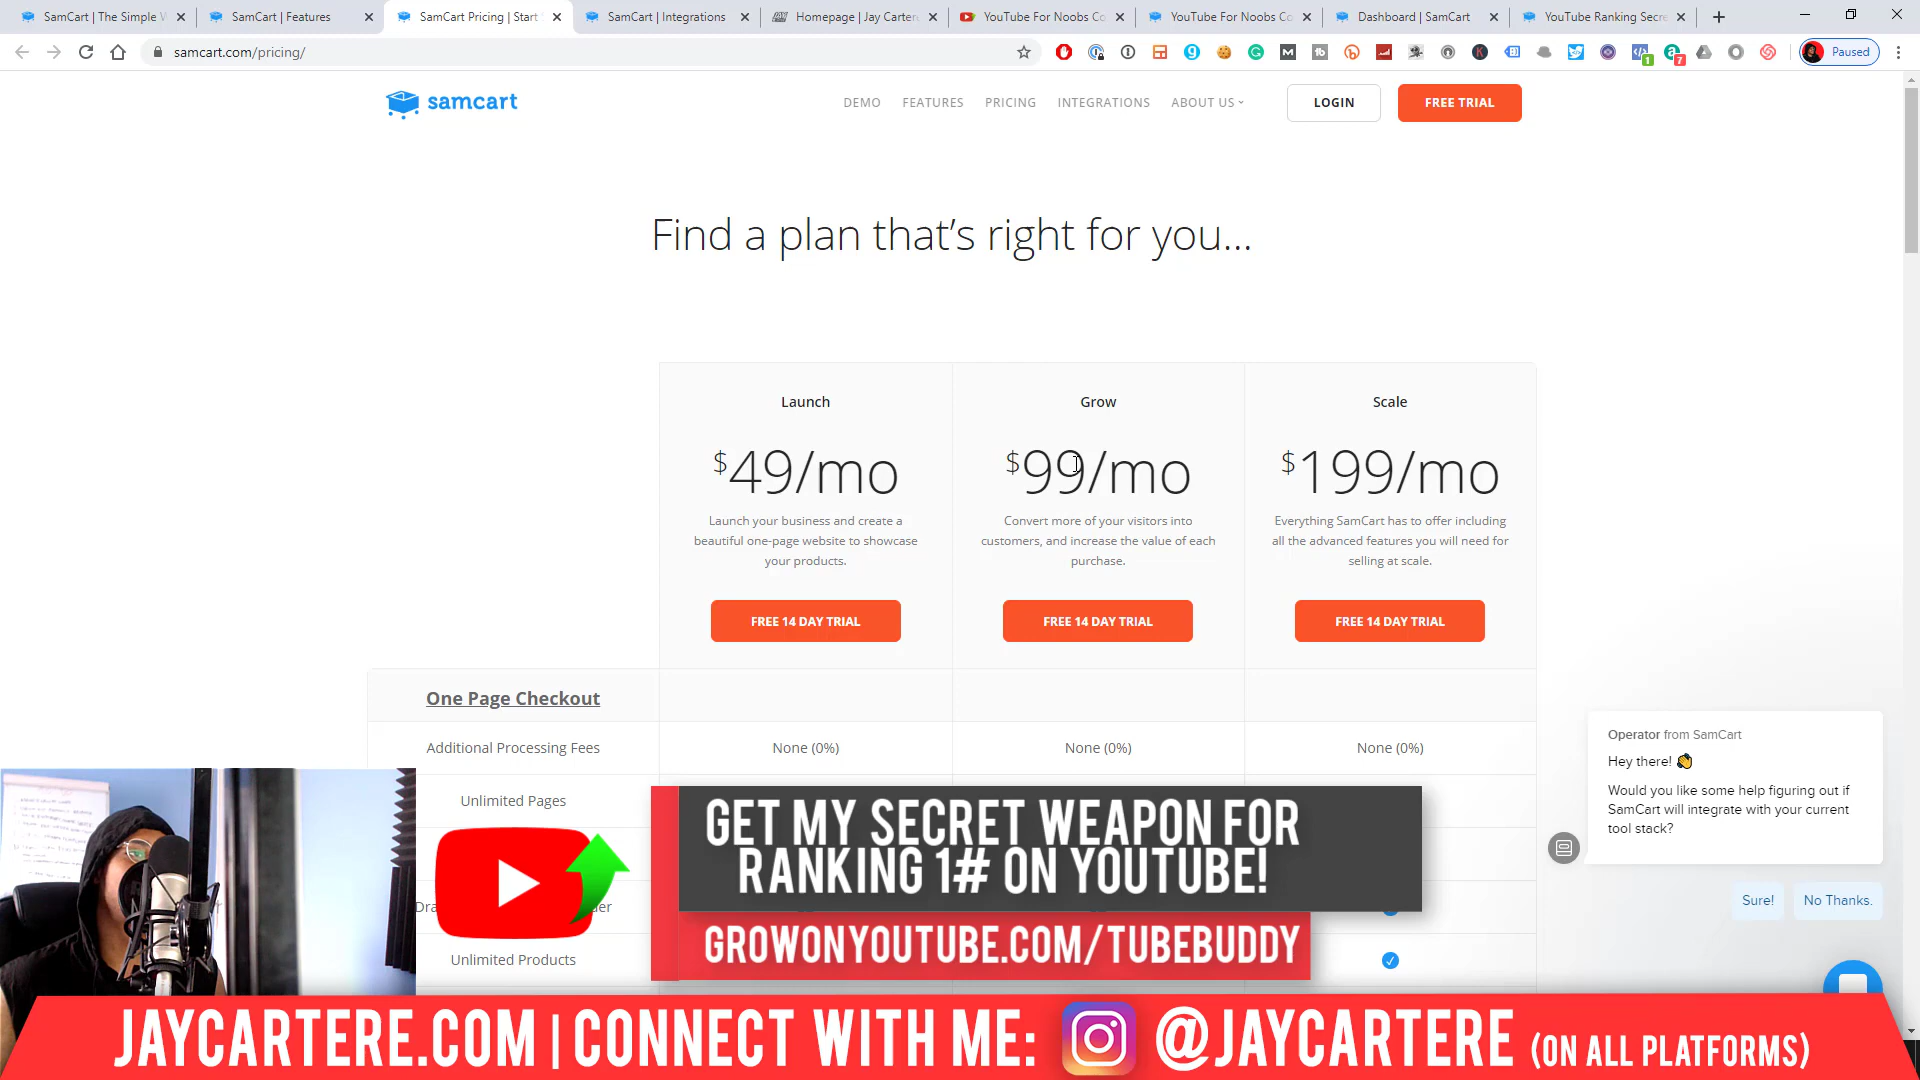 SamCart | The Simple W
SamCart | Features
SamCart Pricing | Start
SamCart | Integrations
Homepage | Jay Carter
YouTube For Noobs Co
YouTube For Noobs Co
Dashboard | SamCart
YouTube Ranking Secre
samcart.com/pricing/
Paused
samcart
DEMO
FEATURES
PRICING
INTEGRATIONS
ABOUT US
LOGIN
FREE TRIAL
Find a plan that's right for you...
Launch
Grow
Scale
$49/mo
$99/mo
$199/mo
Launch your business and create a
beautiful one-page website to showcase
your products.
Convert more of your visitors into
customers, and increase the value of each
purchase.
Everything SamCart has to offer including
all the advanced features you will need for
selling at scale.
FREE 14 DAY TRIAL
FREE 14 DAY TRIAL
FREE 14 DAY TRIAL
One Page Checkout
Additional Processing Fees
None (0%)
None (0%)
None (0%)
Unlimited Pages
Unlimited Products
Operator from SamCart
Hey there!
Would you like some help figuring out if
SamCart will integrate with your current
tool stack?
Sure!
No Thanks.
GET MY SECRET WEAPON FOR
RANKING 1# ON YOUTUBE!
GROWONYOUTUBE.COM/TUBEBUDDY
JAYCARTERE.COM | CONNECT WITH ME: @JAYCARTERE (ON ALL PLATFORMS)